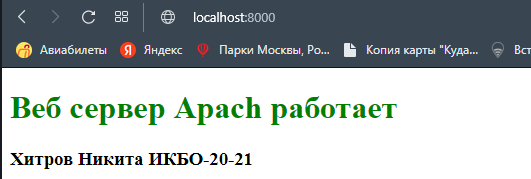 localhost:8000
Авиабилеты Яндекс Парки Москвы, Ро... Копия карты "Куда... Вст
Веб сервер Apach работает
Хитров Никита ИКБО-20-21